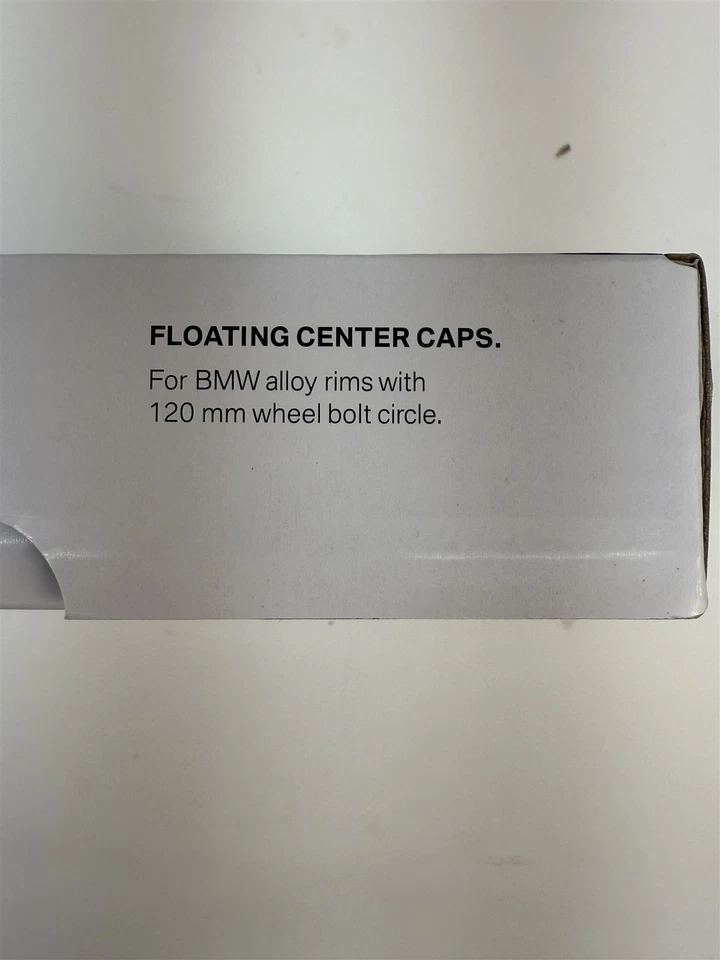 FLOATING CENTER CAPS.
For BMW alloy rims with
120 mm wheel bolt circle.